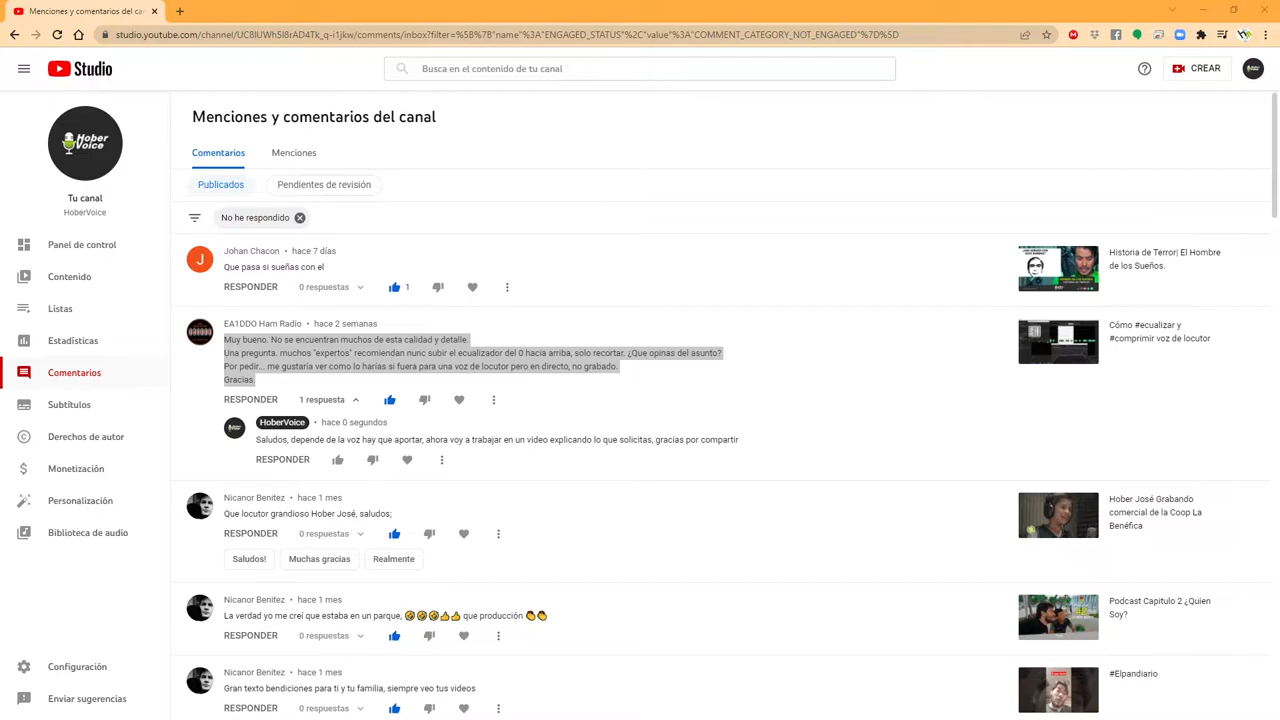 Menciones y comentarios del ca
studio.youtube.com/channel/UC8lUWh5l8rAD4Tk_q-i1jkw/comments/inbox?filter=%5B%7B"name"%3A"ENGAGED_STATUS"%2C"value"%3A"COMMENT_CATEGORY_NOT_ENGAGED"%7D%5D
Studio
Busca en el contenido de tu canal
CREAR
Hober Voice
Tu canal
HoberVoice
Panel de control
Contenido
Listas
Estadísticas
Comentarios
Subtítulos
Derechos de autor
Monetización
Personalización
Biblioteca de audio
Configuración
Enviar sugerencias
Menciones y comentarios del canal
Comentarios
Menciones
Publicados
Pendientes de revisión
No he respondido
J
Johan Chacon • hace 7 días
Que pasa si sueñas con el
RESPONDER 0 respuestas 1
Historia de Terror| El Hombre
de los Sueños.
EA1DDO Ham Radio • hace 2 semanas
Muy bueno. No se encuentran muchos de esta calidad y detalle.
Una pregunta. muchos "expertos" recomiendan nunc subir el ecualizador del 0 hacia arriba, solo recortar. ¿Que opinas del asunto?
Por pedir... me gustaría ver como lo harías si fuera para una voz de locutor pero en directo, no grabado.
Gracias.
RESPONDER 1 respuesta
Cómo #ecualizar y
#comprimir voz de locutor
HoberVoice • hace 0 segundos
Saludos, depende de la voz hay que aportar, ahora voy a trabajar en un vídeo explicando lo que solicitas, gracias por compartir
RESPONDER
Nicanor Benitez • hace 1 mes
Que locutor grandioso Hober José, saludos;
RESPONDER 0 respuestas
Saludos! Muchas gracias Realmente
Hober José Grabando
comercial de la Coop La
Benéfica
Nicanor Benitez • hace 1 mes
La verdad yo me creí que estaba en un parque, 🤣🤣🤣👍👍 que producción 👏👏
RESPONDER 0 respuestas
Podcast Capitulo 2 ¿Quien
Soy?
Nicanor Benitez • hace 1 mes
Gran texto bendiciones para ti y tu familia, siempre veo tus videos
RESPONDER 0 respuestas
#Elpandiario